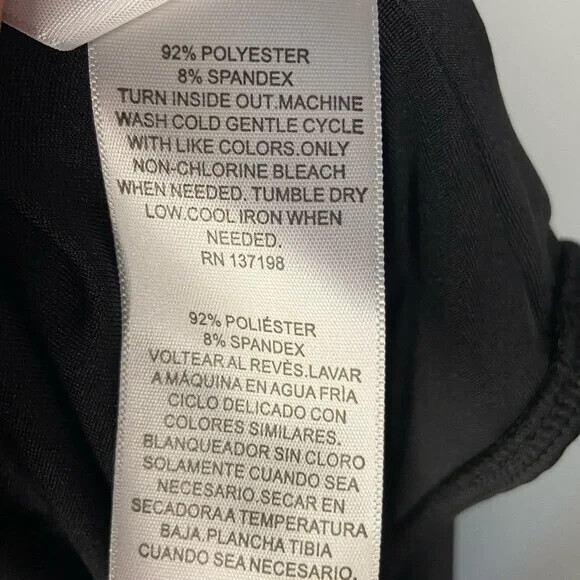 92% POLYESTER
8% SPANDEX
TURN INSIDE OUT.MACHINE
WASH COLD GENTLE CYCLE
WITH LIKE COLORS.ONLY
NON-CHLORINE BLEACH
WHEN NEEDED. TUMBLE DRY
LOW.COOL IRON WHEN
NEEDED.
RN 137198
92% POLIÉSTER
8% SPANDEX
VOLTEAR AL REVÈS.LAVAR
A MÁQUINA EN AGUA FRÍA
CICLO DELICADO CON
COLORES SIMILARES.
BLANQUEADOR SIN CLORO
SOLAMENTE CUANDO SEA
NECESARIO.SECAR EN
SECADORA A TEMPERATURA
BAJA.PLANCHA TIBIA
CUANDO SEA NECESARIO.